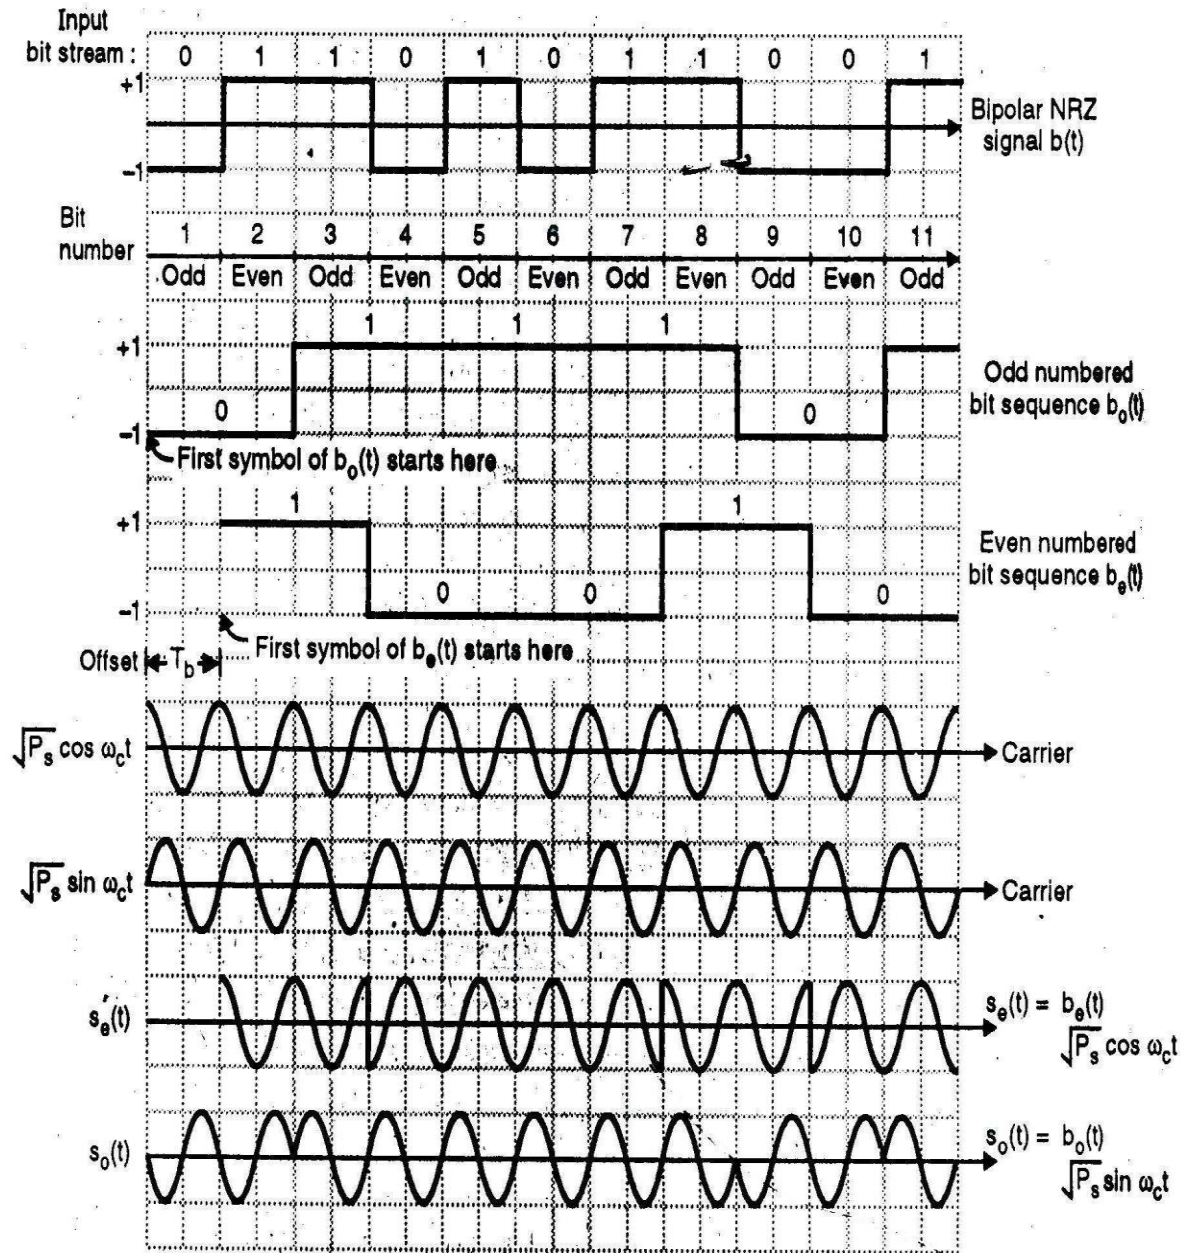 Input
bit stream : 0 1 1 0 1 0 1 1 0 0 1
+1
Bipolar NRZ
signal b(t)
−1
Bit
number 1 2 3 4 5 6 7 8 9 10 11
Odd Even Odd Even Odd Even Odd Even Odd Even Odd
1 1 1
+1
Odd numbered
bit sequence b₀(t)
0 0
−1
First symbol of b₀(t) starts here
1 1
+1
Even numbered
bit sequence bₑ(t)
0 0 0
−1
First symbol of bₑ(t) starts here
Offset T_b
√P_s cos ω_c t Carrier
√P_s sin ω_c t Carrier
sₑ(t) sₑ(t) = bₑ(t)
√P_s cos ω_c t
s₀(t) s₀(t) = b₀(t)
√P_s sin ω_c t